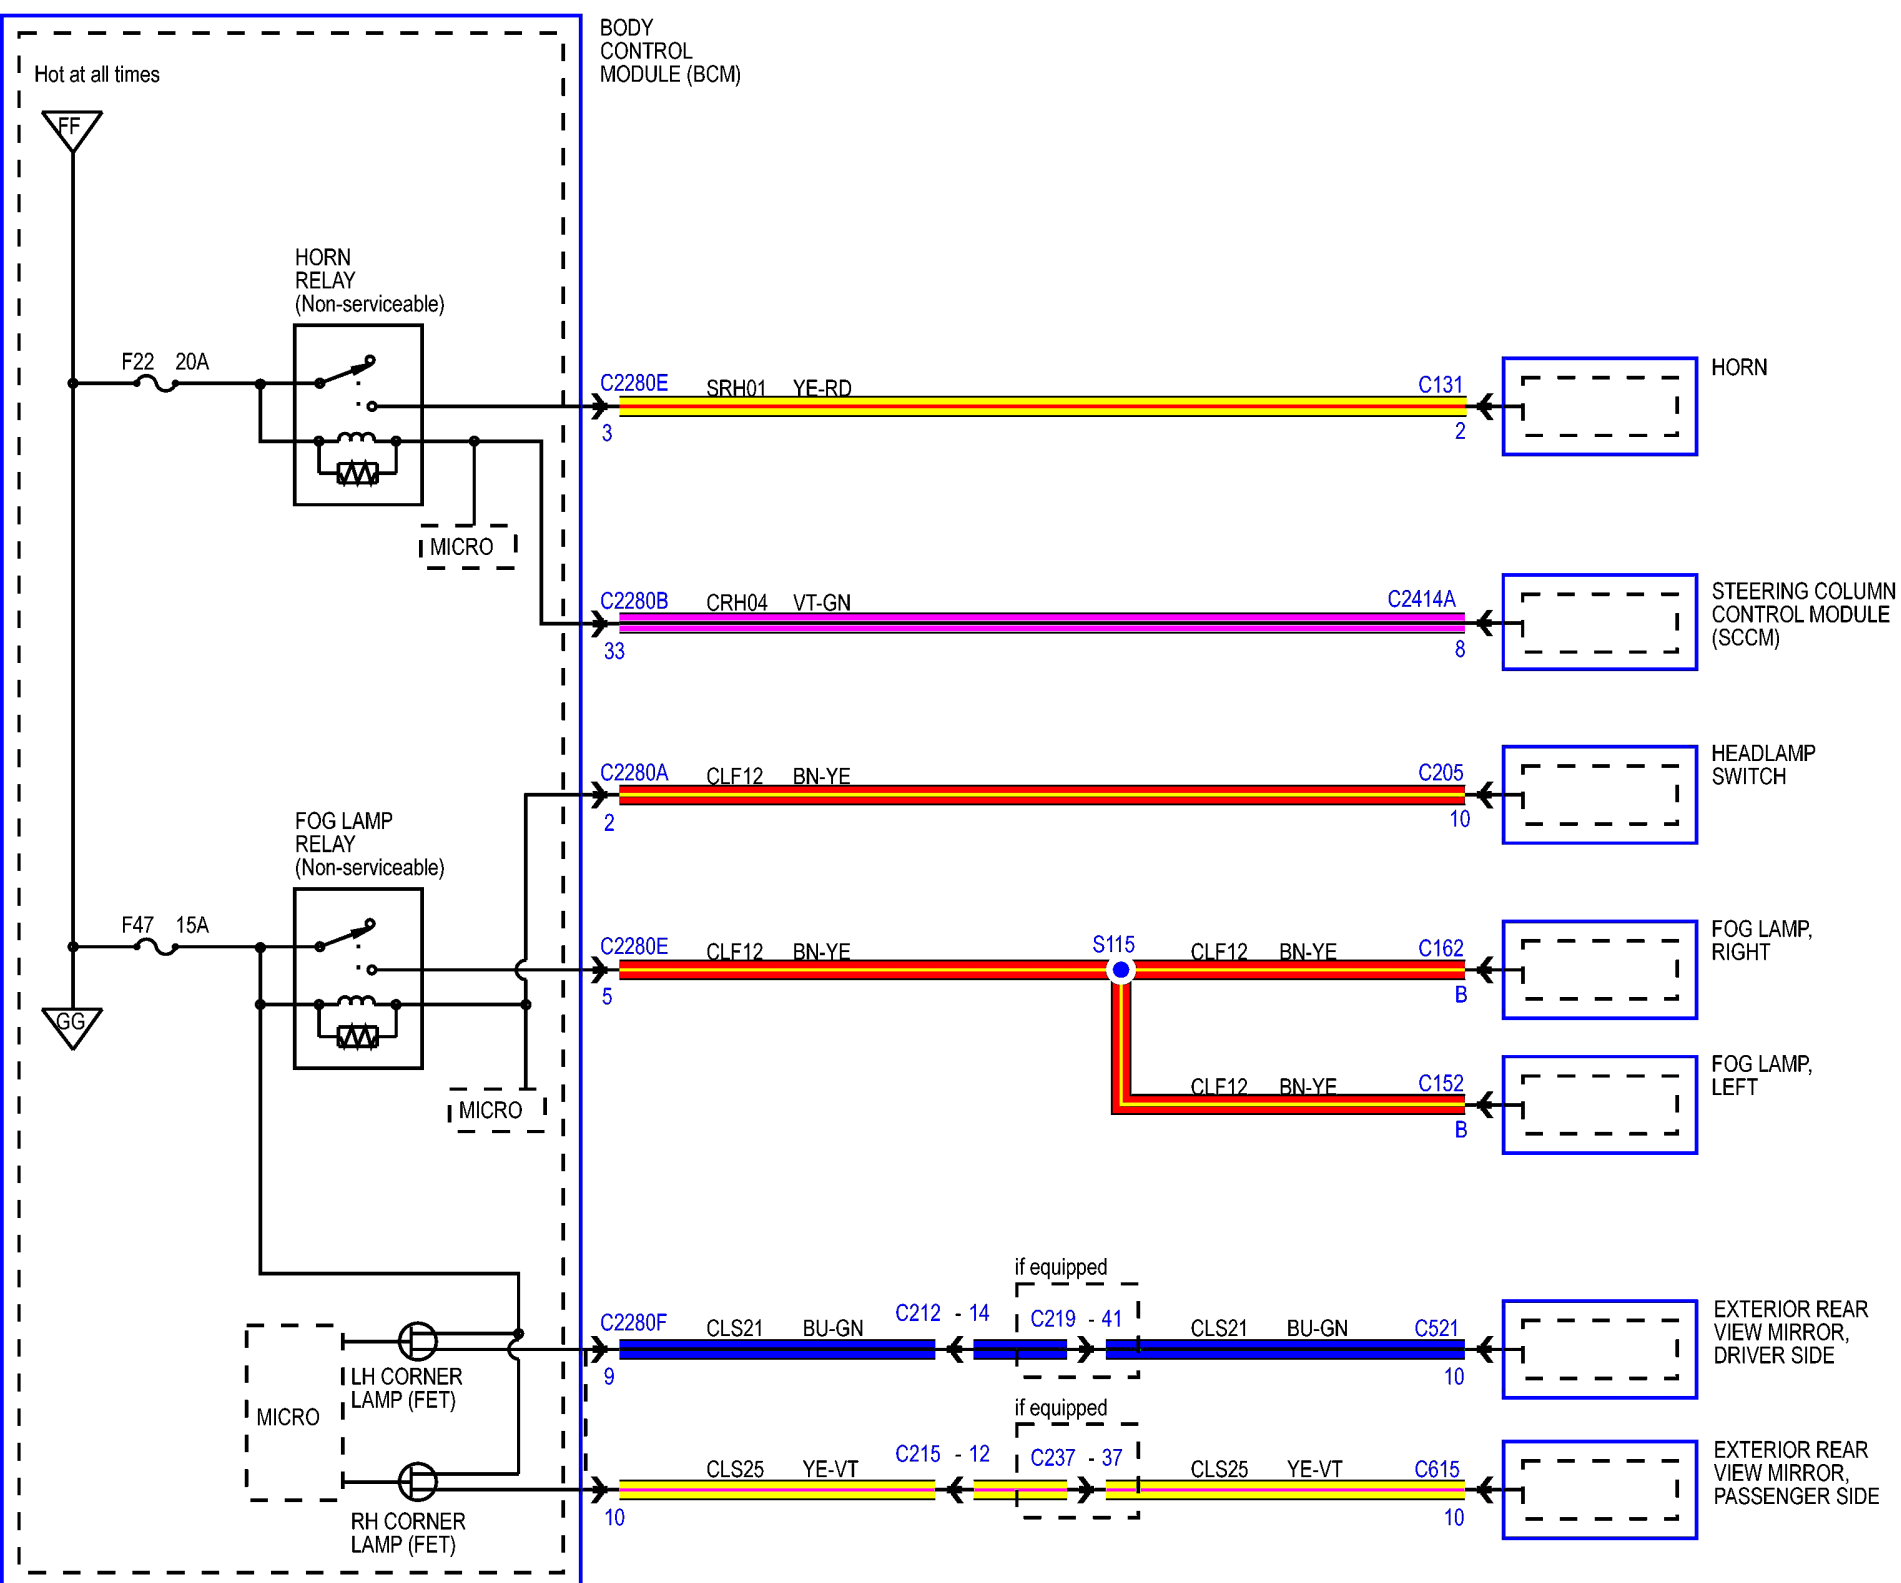 BODY
CONTROL
MODULE (BCM)
Hot at all times
FF
HORN
RELAY
(Non-serviceable)
F22 20A
MICRO
C2280E SRH01 YE-RD C131
3 2
HORN
C2280B CRH04 VT-GN C2414A
33 8
STEERING COLUMN
CONTROL MODULE
(SCCM)
C2280A CLF12 BN-YE C205
2 10
HEADLAMP
SWITCH
FOG LAMP
RELAY
(Non-serviceable)
F47 15A
GG
MICRO
C2280E CLF12 BN-YE S115 CLF12 BN-YE C162
5 B
FOG LAMP,
RIGHT
CLF12 BN-YE C152
B
FOG LAMP,
LEFT
if equipped
C2280F CLS21 BU-GN C212 - 14 C219 - 41 CLS21 BU-GN C521
9 10
EXTERIOR REAR
VIEW MIRROR,
DRIVER SIDE
LH CORNER
LAMP (FET)
MICRO
if equipped
CLS25 YE-VT C215 - 12 C237 - 37 CLS25 YE-VT C615
10 10
EXTERIOR REAR
VIEW MIRROR,
PASSENGER SIDE
RH CORNER
LAMP (FET)